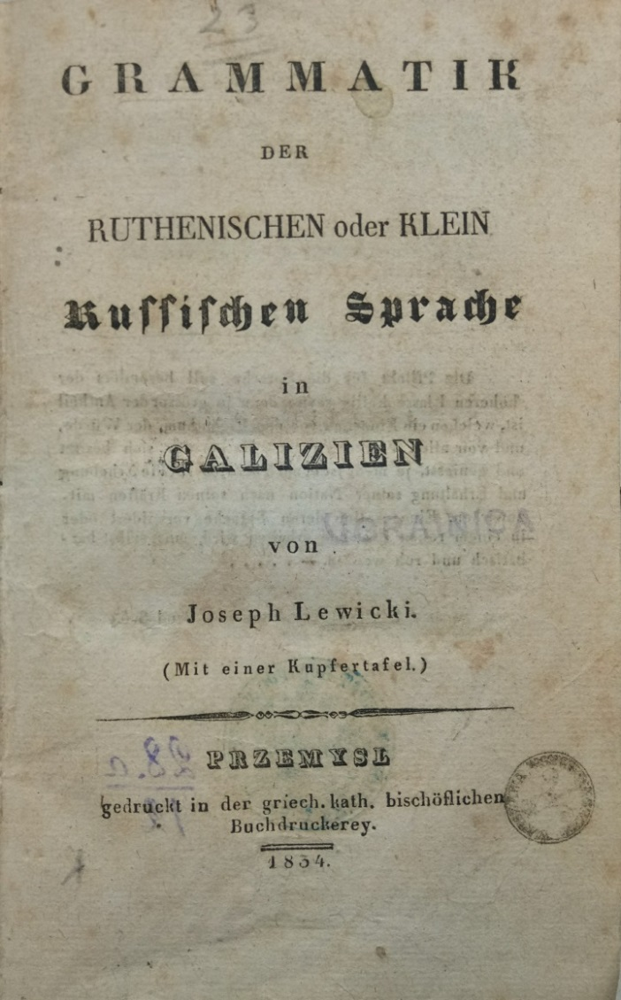 23
GRAMMATIK
DER
RUTHENISCHEN oder KLEIN
Russischen Sprache
in
GALIZIEN
von
Joseph Lewicki.
(Mit einer Kupfertafel.)
PRZEMYSL
gedruckt in der griech. kath. bischöflichen
Buchdruckerey.
1834.